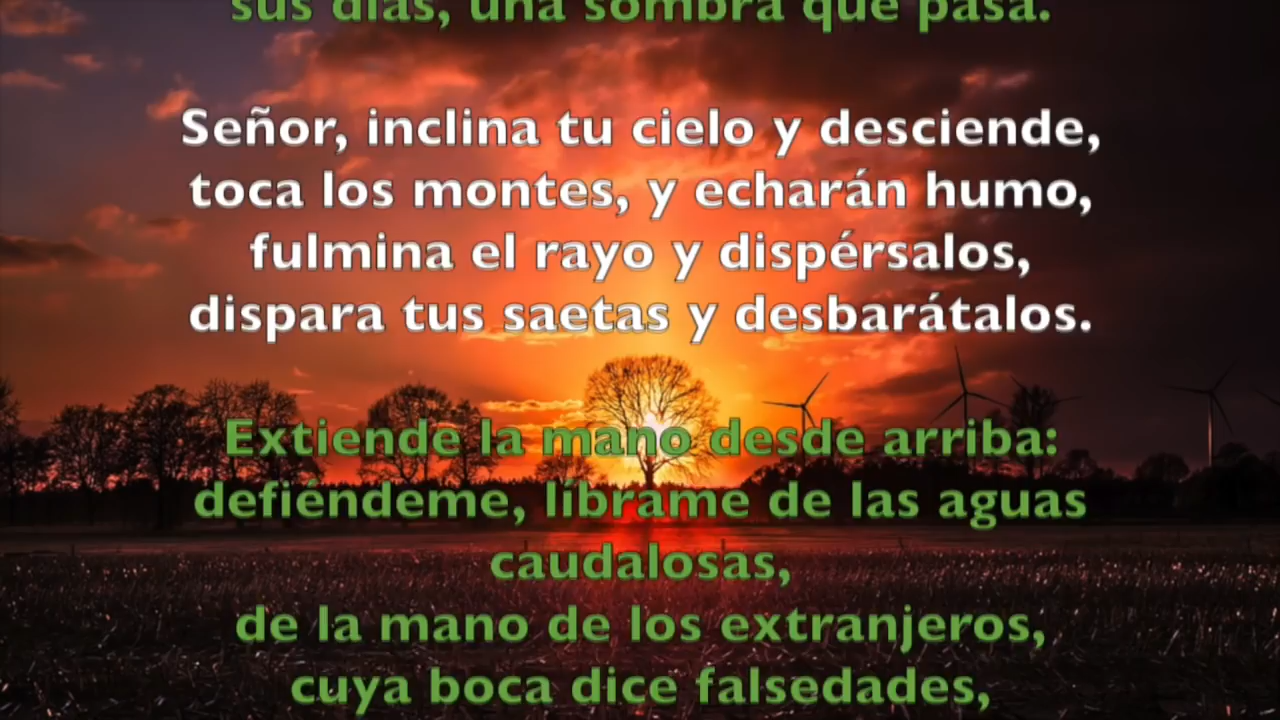 sus días, una sombra que pasa.
Señor, inclina tu cielo y desciende,
toca los montes, y echarán humo,
fulmina el rayo y dispérsalos,
dispara tus saetas y desbarátalos.
Extiende la mano desde arriba:
defiéndeme, líbrame de las aguas
caudalosas,
de la mano de los extranjeros,
cuya boca dice falsedades,